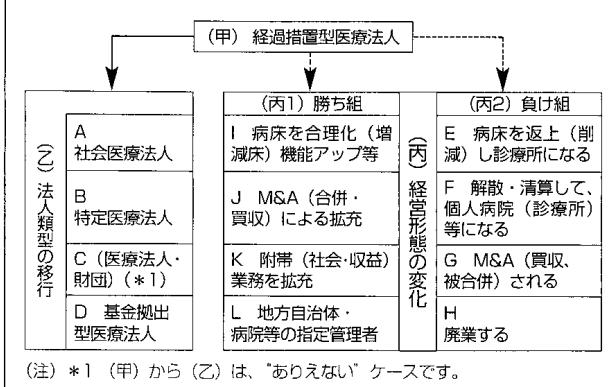 (甲) 経過措置型医療法人
(乙) 法人類型の移行
A
社会医療法人
B
特定医療法人
C (医療法人・
財団) (*1)
D 基金拠出
型医療法人
(丙1) 勝ち組
I 病床を合理化 (増
減床) 機能アップ等
J M&A (合併・
買収) による拡充
K 附帯 (社会・収益)
業務を拡充
L 地方自治体・
病院等の指定管理者
(丙) 経営形態の変化
(丙2) 負け組
E 病床を返上 (削
減) し診療所になる
F 解散・清算して、
個人病院 (診療所)
等になる
G M&A (買収、
被合併) される
H
廃業する
(注) *1 (甲) から (乙) は、"ありえない" ケースです。